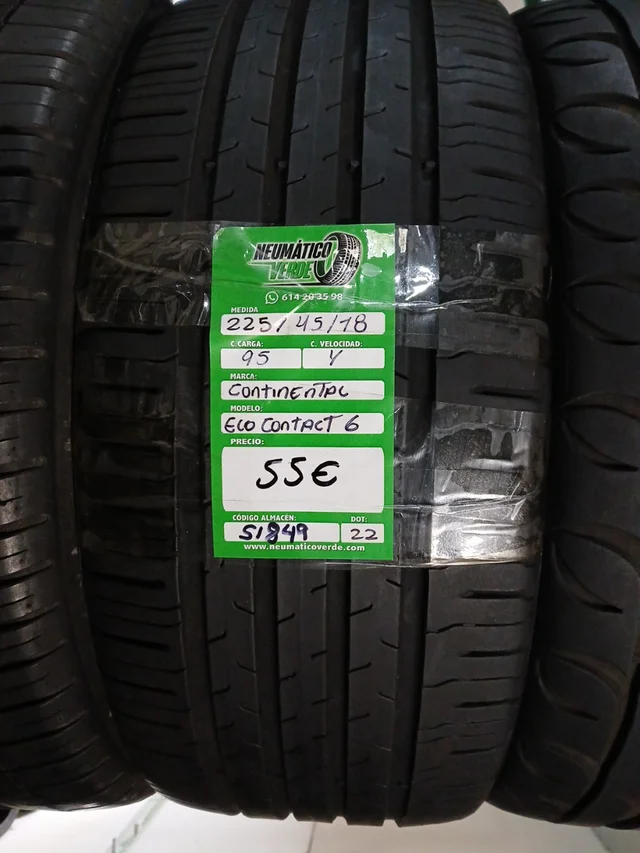 NEUMÁTICO
VERDE
614 20 35 98
MEDIDA
225/45/18
C.CARGA: C. VELOCIDAD:
95 Y
MARCA:
CONTINENTAL
MODELO:
ECO CONTACT 6
PRECIO:
55€
CÓDIGO ALMACÉN: DOT:
51849 22
www.neumaticoverde.com